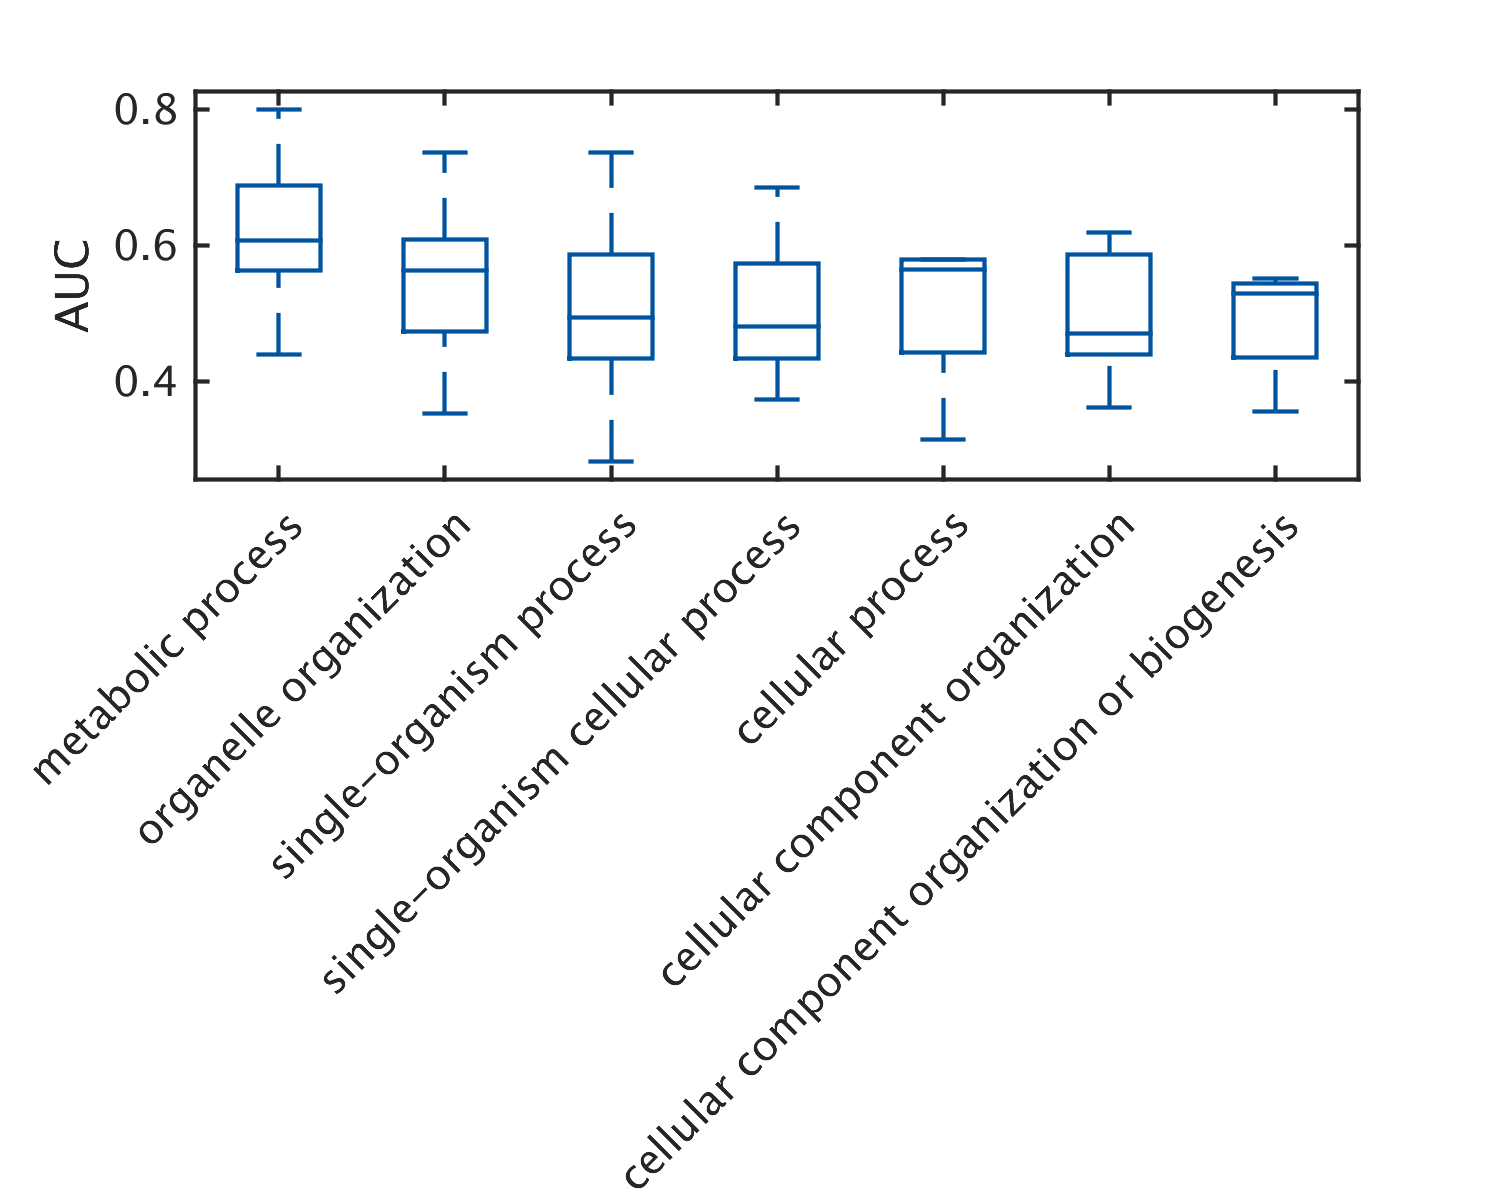 AUC
0.8
0.6
0.4
metabolic process
organelle organization
single−organism process
single−organism cellular process
cellular process
cellular component organization
cellular component organization or biogenesis